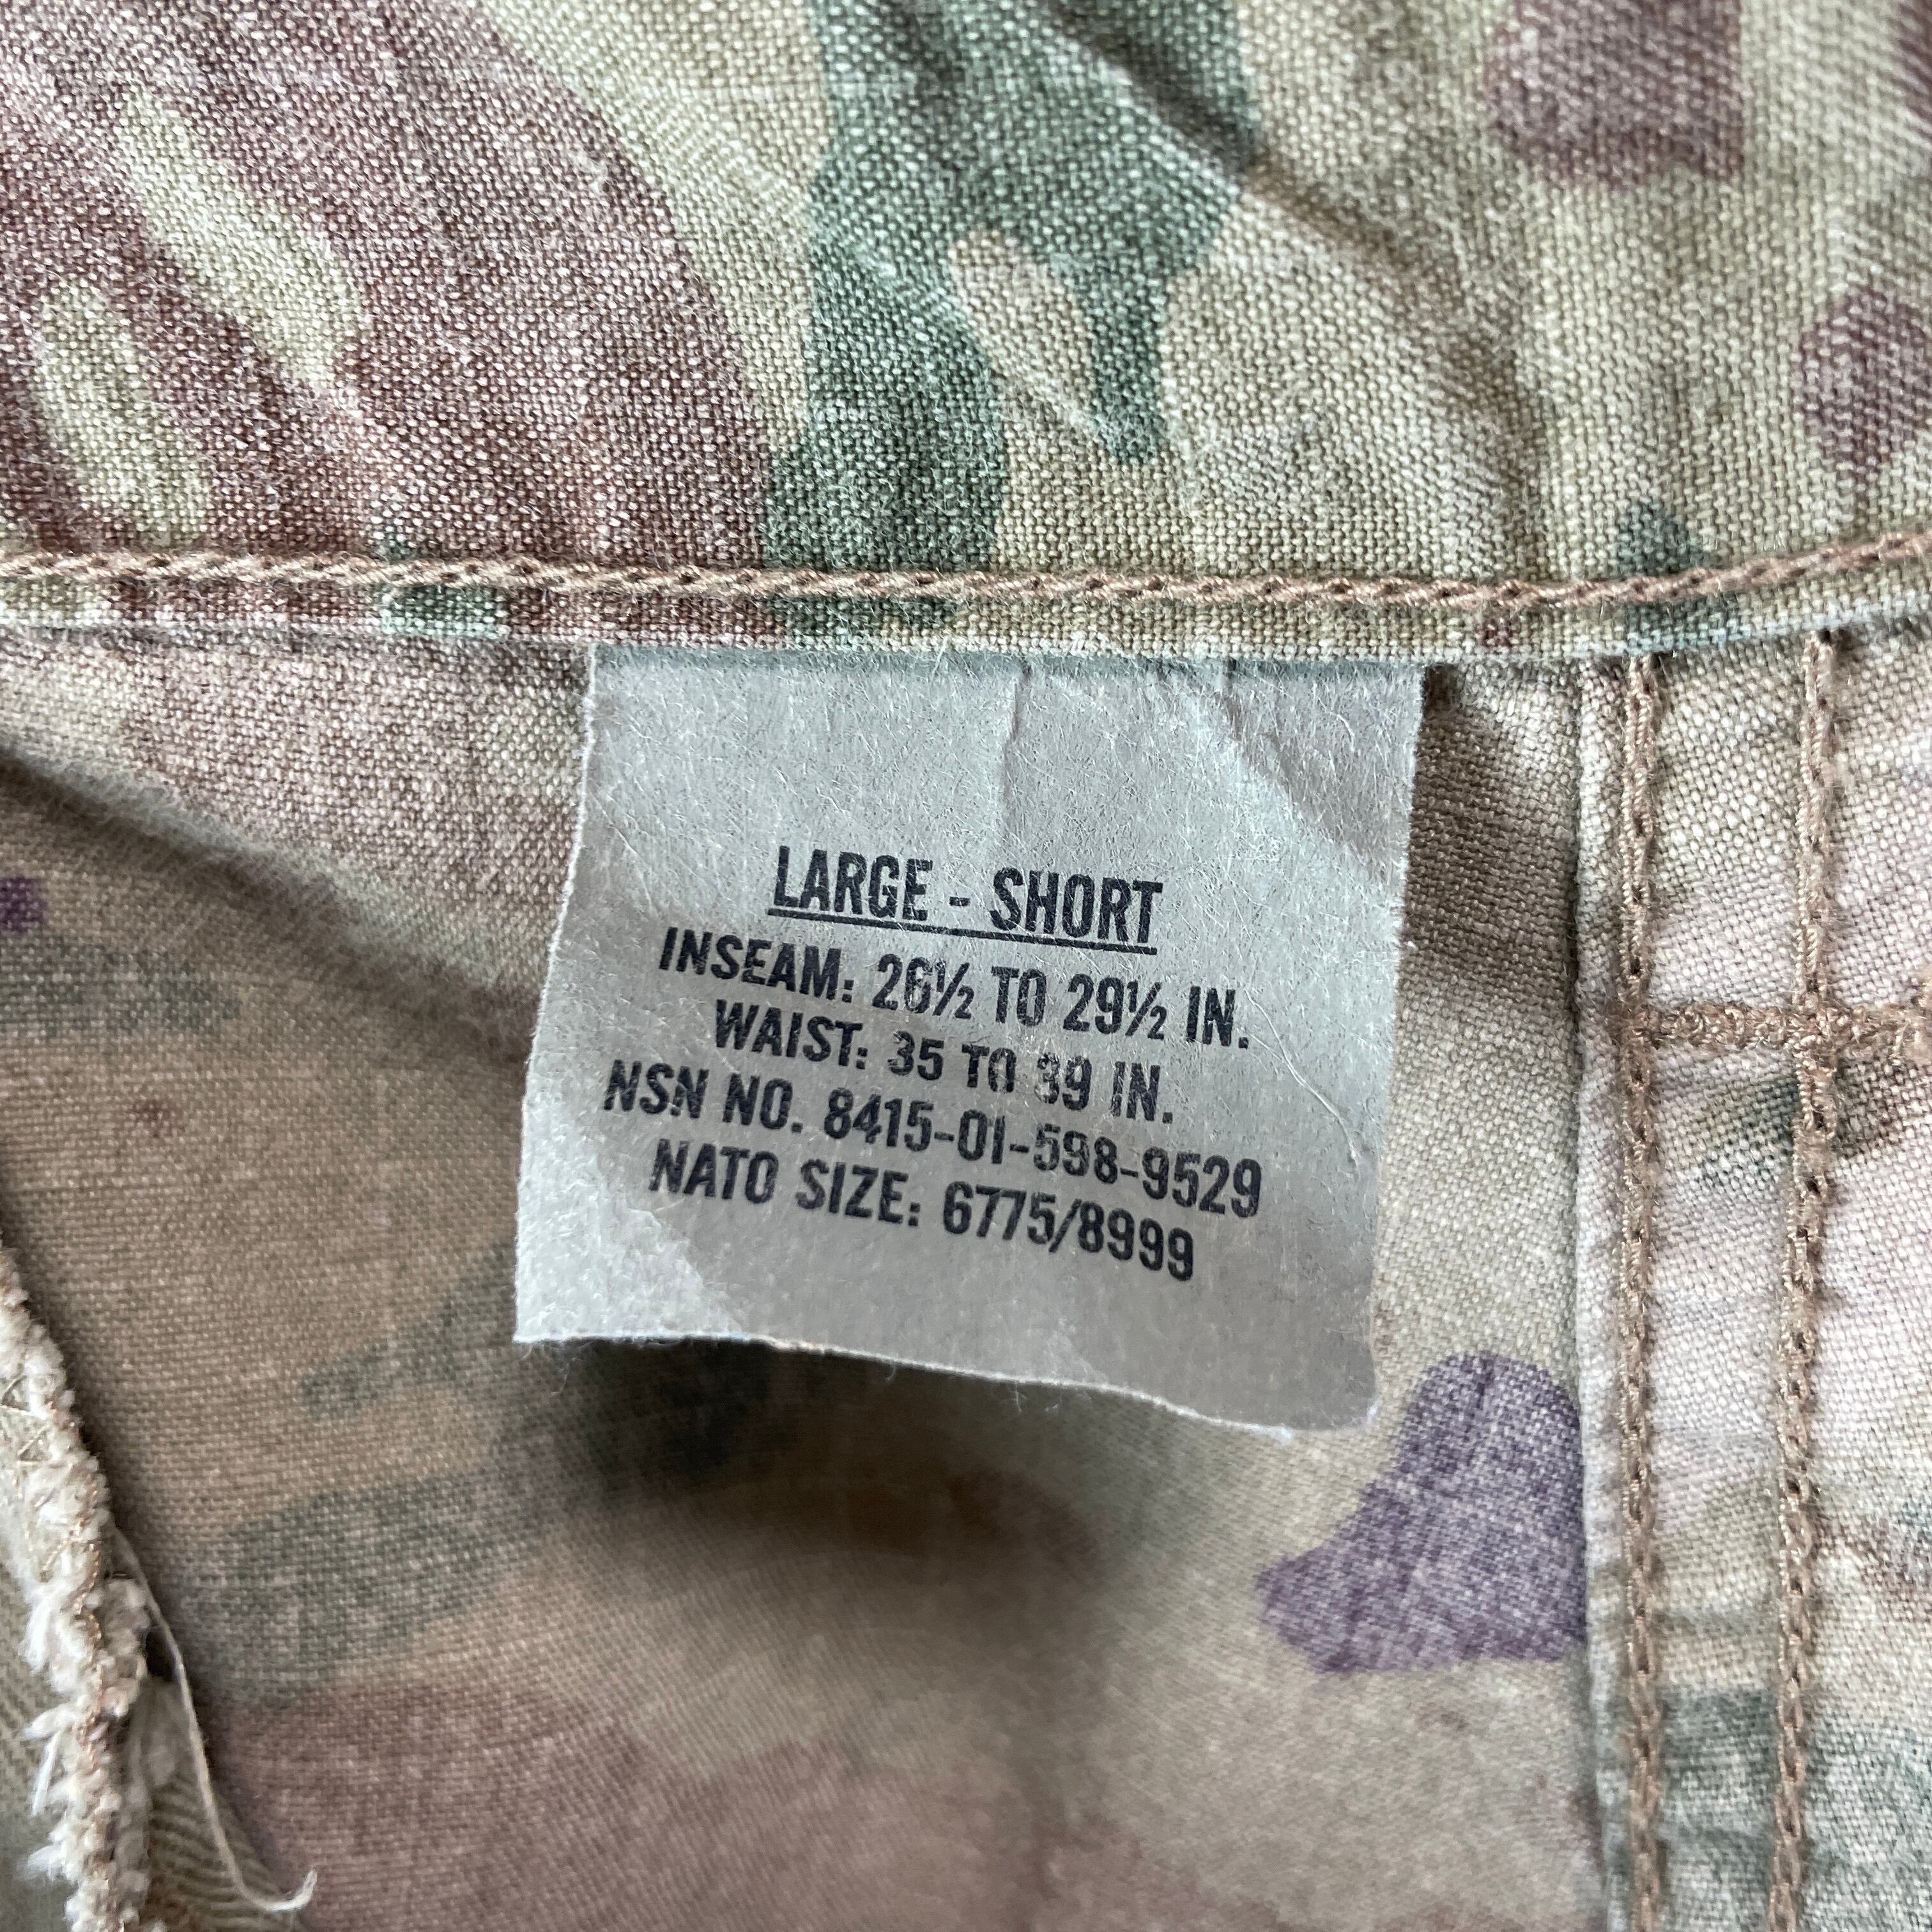 LARGE - SHORT
INSEAM: 26½ TO 29½ IN.
WAIST: 35 TO 39 IN.
NSN NO. 8415-01-598-9529
NATO SIZE: 6775/8999